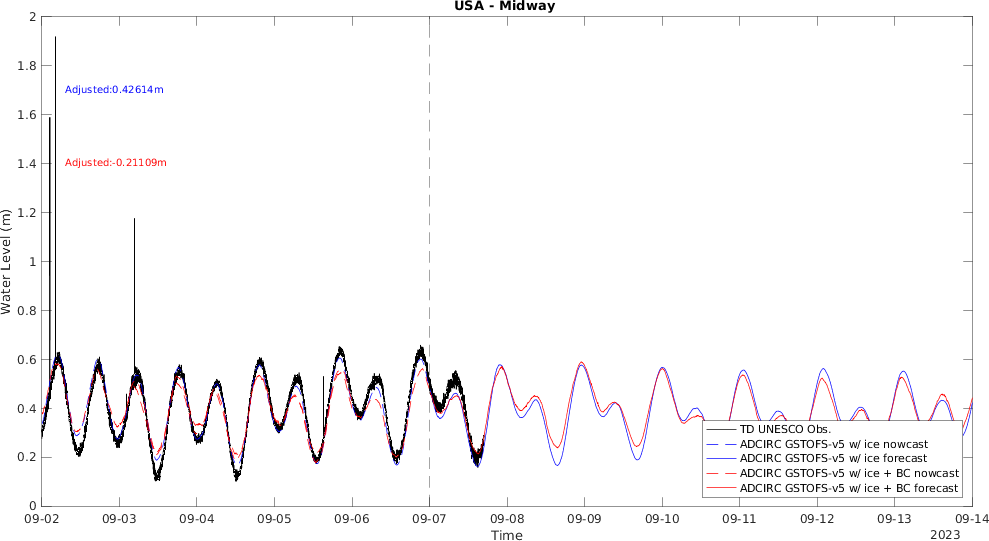 USA - Midway
2
1.8
1.6
1.4
1.2
1
0.8
0.6
0.4
0.2
0
Water Level (m)
Adjusted:0.42614m
Adjusted:-0.21109m
TD UNESCO Obs.
ADCIRC GSTOFS-v5 w/ ice nowcast
ADCIRC GSTOFS-v5 w/ ice forecast
ADCIRC GSTOFS-v5 w/ ice + BC nowcast
ADCIRC GSTOFS-v5 w/ ice + BC forecast
09-02 09-03 09-04 09-05 09-06 09-07 09-08 09-09 09-10 09-11 09-12 09-13 09-14
Time
2023